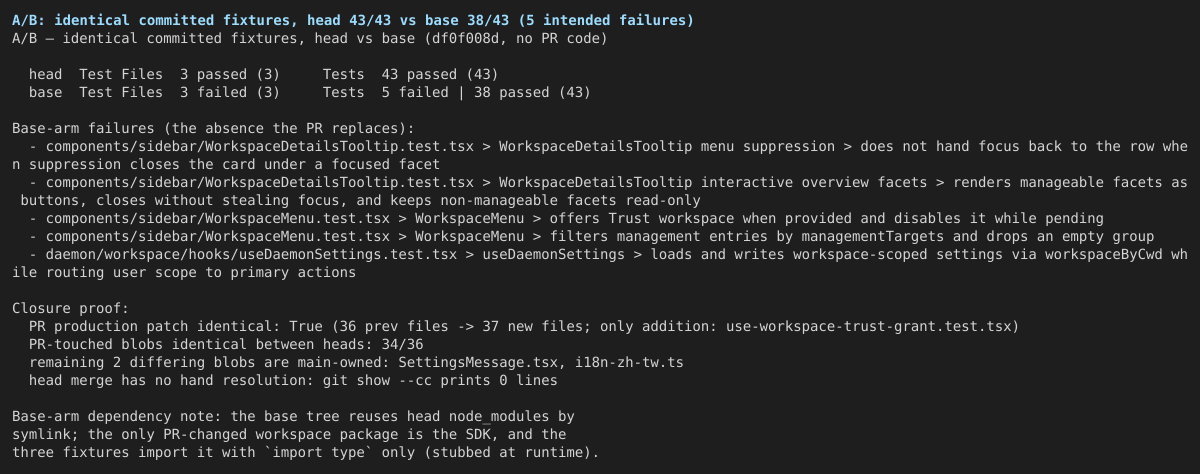 A/B: identical committed fixtures, head 43/43 vs base 38/43 (5 intended failures)
A/B — identical committed fixtures, head vs base (df0f008d, no PR code)
head  Test Files  3 passed (3)     Tests  43 passed (43)
base  Test Files  3 failed (3)     Tests  5 failed | 38 passed (43)
Base-arm failures (the absence the PR replaces):
- components/sidebar/WorkspaceDetailsTooltip.test.tsx > WorkspaceDetailsTooltip menu suppression > does not hand focus back to the row whe
n suppression closes the card under a focused facet
- components/sidebar/WorkspaceDetailsTooltip.test.tsx > WorkspaceDetailsTooltip interactive overview facets > renders manageable facets as
buttons, closes without stealing focus, and keeps non-manageable facets read-only
- components/sidebar/WorkspaceMenu.test.tsx > WorkspaceMenu > offers Trust workspace when provided and disables it while pending
- components/sidebar/WorkspaceMenu.test.tsx > WorkspaceMenu > filters management entries by managementTargets and drops an empty group
- daemon/workspace/hooks/useDaemonSettings.test.tsx > useDaemonSettings > loads and writes workspace-scoped settings via workspaceByCwd wh
ile routing user scope to primary actions
Closure proof:
PR production patch identical: True (36 prev files -> 37 new files; only addition: use-workspace-trust-grant.test.tsx)
PR-touched blobs identical between heads: 34/36
remaining 2 differing blobs are main-owned: SettingsMessage.tsx, i18n-zh-tw.ts
head merge has no hand resolution: git show --cc prints 0 lines
Base-arm dependency note: the base tree reuses head node_modules by
symlink; the only PR-changed workspace package is the SDK, and the
three fixtures import it with `import type` only (stubbed at runtime).